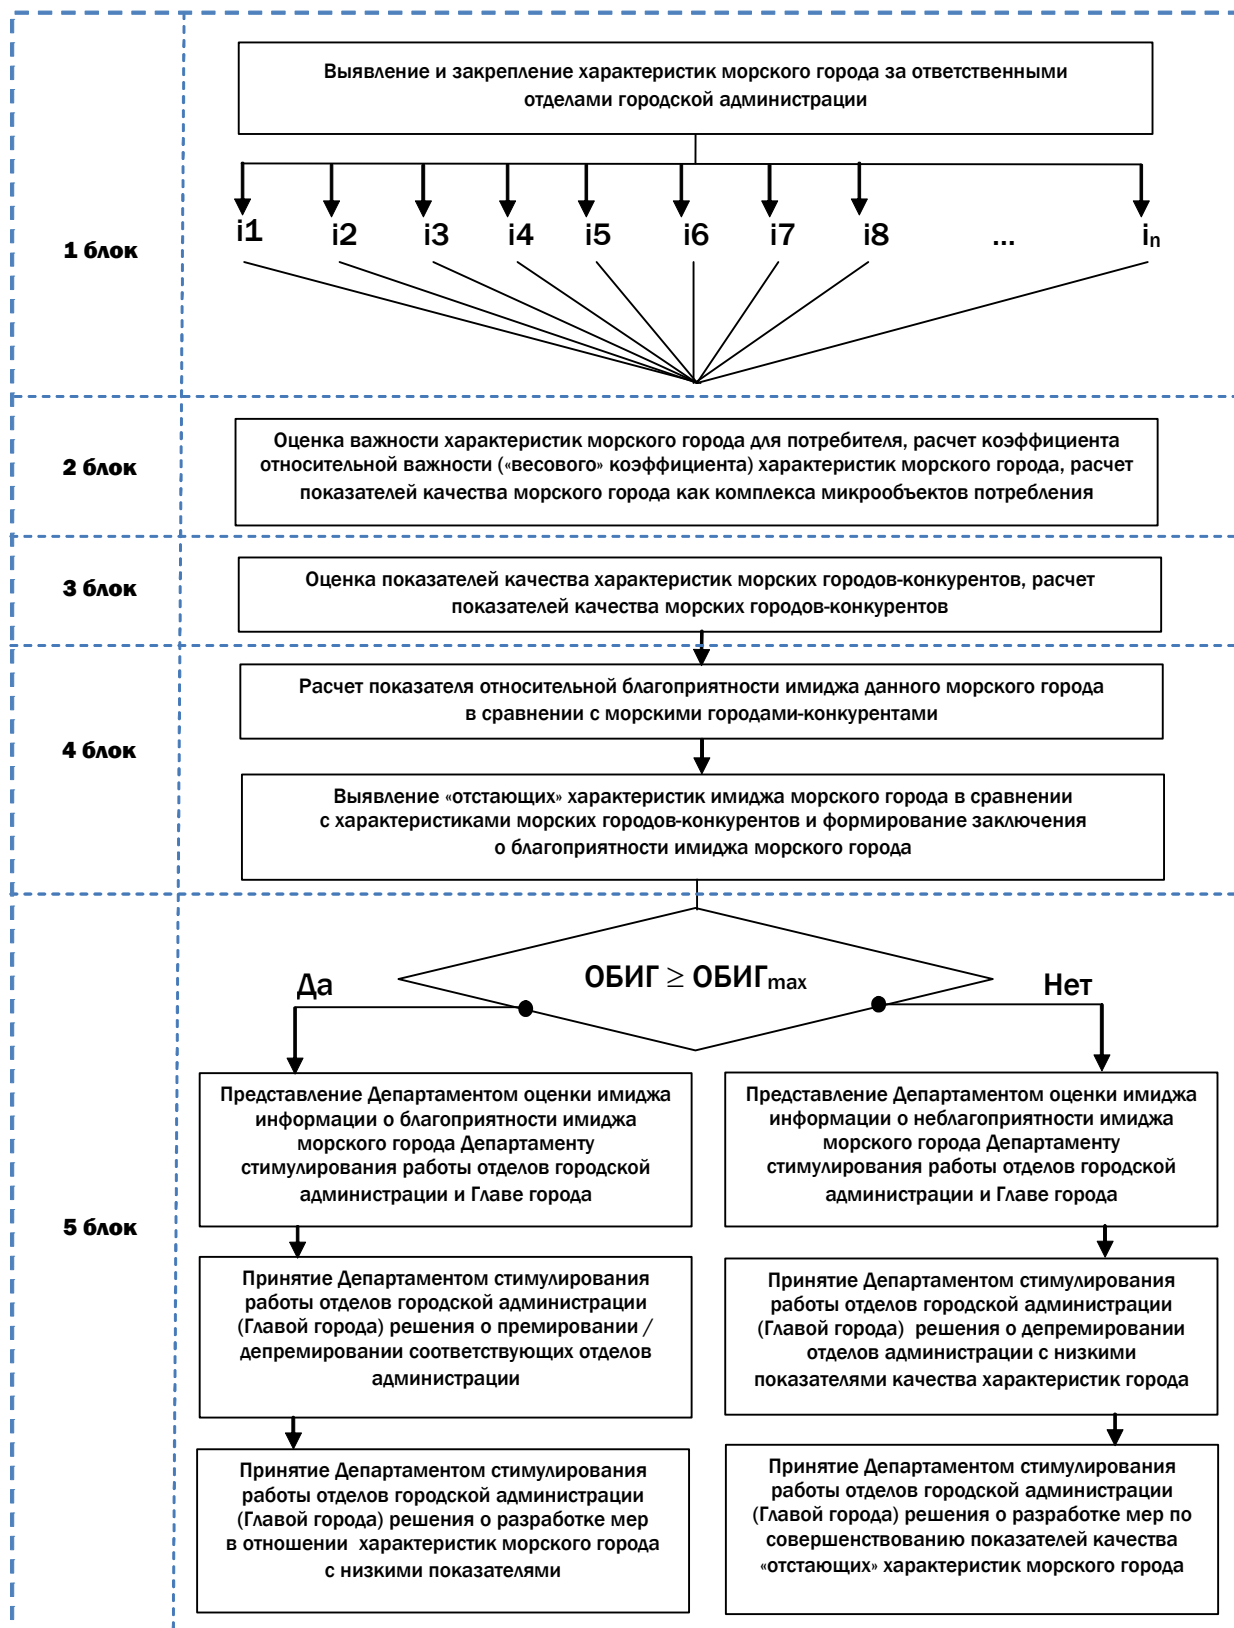 Выявление и закрепление характеристик морского города за ответственными
отделами городской администрации
i1 i2 i3 i4 i5 i6 i7 i8 ... in
1 блок
Оценка важности характеристик морского города для потребителя, расчет коэффициента
относительной важности («весового» коэффициента) характеристик морского города, расчет
показателей качества морского города как комплекса микрообъектов потребления
2 блок
Оценка показателей качества характеристик морских городов-конкурентов, расчет
показателей качества морских городов-конкурентов
3 блок
Расчет показателя относительной благоприятности имиджа данного морского города
в сравнении с морскими городами-конкурентами
4 блок
Выявление «отстающих» характеристик имиджа морского города в сравнении
с характеристиками морских городов-конкурентов и формирование заключения
о благоприятности имиджа морского города
ОБИГ ≥ ОБИГmax
Да
Нет
5 блок
Представление Департаментом оценки имиджа
информации о благоприятности имиджа
морского города Департаменту
стимулирования работы отделов городской
администрации и Главе города
Принятие Департаментом стимулирования
работы отделов городской администрации
(Главой города) решения о премировании /
депремировании соответствующих отделов
администрации
Принятие Департаментом стимулирования
работы отделов городской администрации
(Главой города) решения о разработке мер
в отношении характеристик морского города
с низкими показателями
Представление Департаментом оценки имиджа
информации о неблагоприятности имиджа
морского города Департаменту
стимулирования работы отделов городской
администрации и Главе города
Принятие Департаментом стимулирования
работы отделов городской администрации
(Главой города) решения о депремировании
отделов администрации с низкими
показателями качества характеристик города
Принятие Департаментом стимулирования
работы отделов городской администрации
(Главой города) решения о разработке мер по
совершенствованию показателей качества
«отстающих» характеристик морского города